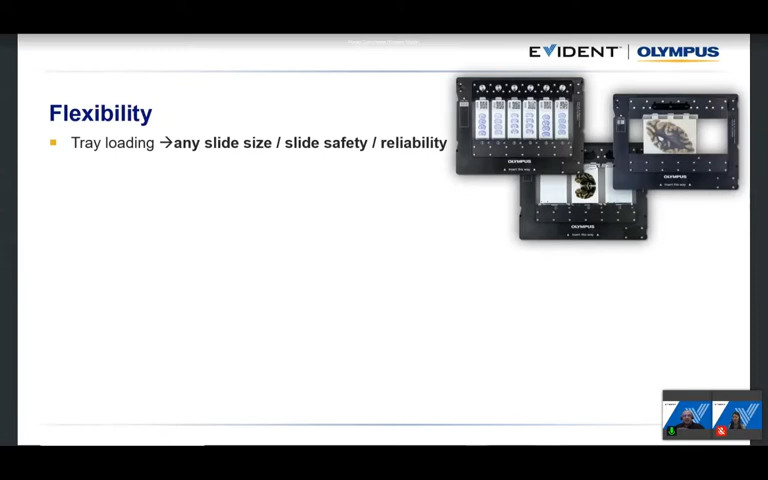 EVIDENT | OLYMPUS
Flexibility
Tray loading →any slide size / slide safety / reliability
OLYMPUS
OLYMPUS
OLYMPUS